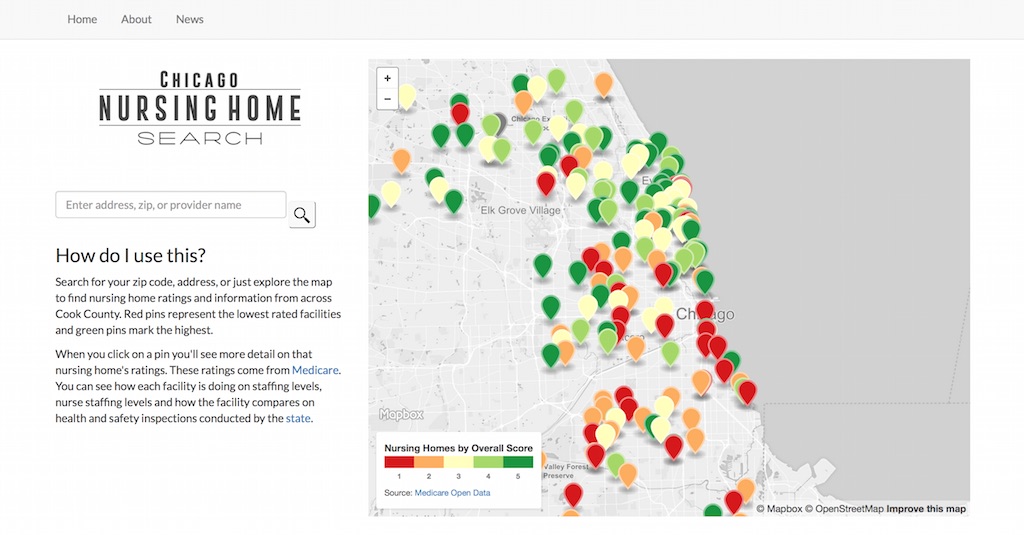 Home About News
CHICAGO
NURSING HOME
SEARCH
Enter address, zip, or provider name
How do I use this?
Search for your zip code, address, or just explore the map
to find nursing home ratings and information from across
Cook County. Red pins represent the lowest rated facilities
and green pins mark the highest.
When you click on a pin you'll see more detail on that
nursing home's ratings. These ratings come from Medicare.
You can see how each facility is doing on staffing levels,
nurse staffing levels and how the facility compares on
health and safety inspections conducted by the state.
+
−
Elk Grove Village
Chicago
Mapbox
Nursing Homes by Overall Score
1 2 3 4 5
Source: Medicare Open Data
Valley Forest
Preserve
© Mapbox © OpenStreetMap Improve this map